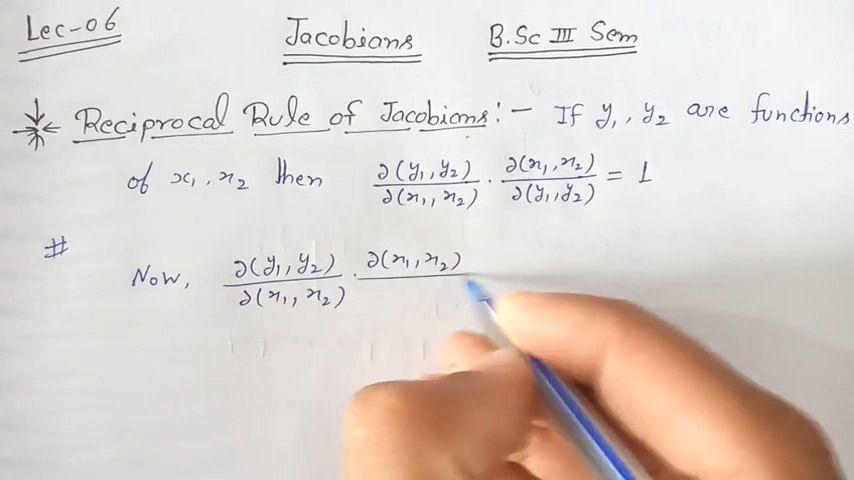 Lec-06 Jacobians B.Sc III Sem
Reciprocal Rule of Jacobians:- If y₁, y₂ are functions
of x₁, x₂ then ∂(y₁, y₂)/∂(x₁, x₂) · ∂(x₁, x₂)/∂(y₁, y₂) = 1
#
Now, ∂(y₁, y₂)/∂(x₁, x₂) · ∂(x₁, x₂)